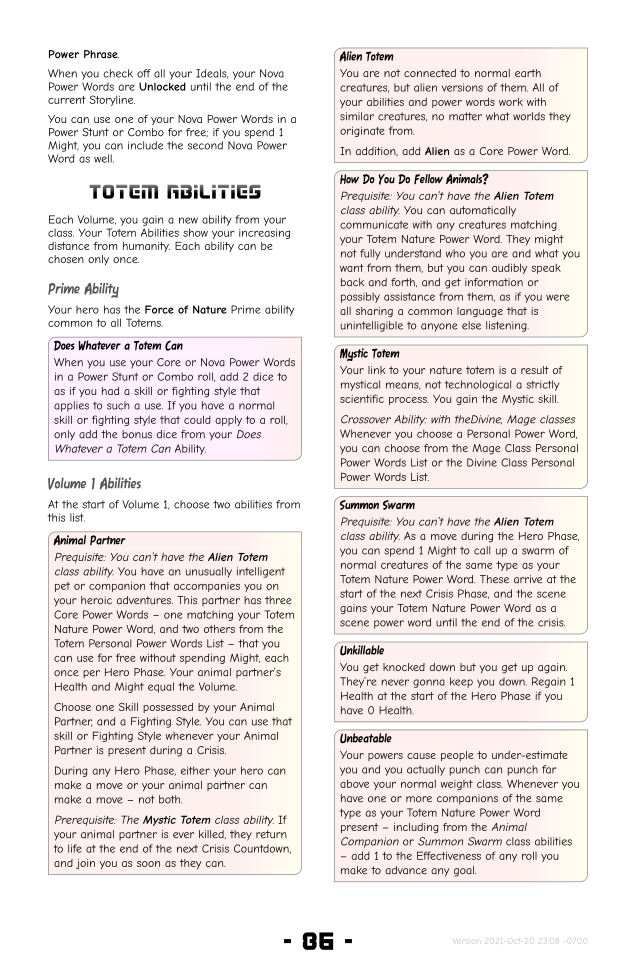 Power Phrase.
When you check off all your Ideals, your Nova
Power Words are Unlocked until the end of the
current Storyline.
You can use one of your Nova Power Words in a
Power Stunt or Combo for free; if you spend 1
Might, you can include the second Nova Power
Word as well.
TOTEM ABILITIES
Each Volume, you gain a new ability from your
class. Your Totem Abilities show your increasing
distance from humanity. Each ability can be
chosen only once.
Prime Ability
Your hero has the Force of Nature Prime ability
common to all Totems.
Does Whatever a Totem Can
When you use your Core or Nova Power Words
in a Power Stunt or Combo roll, add 2 dice to
as if you had a skill or fighting style that
applies to such a use. If you have a normal
skill or fighting style that could apply to a roll,
only add the bonus dice from your Does
Whatever a Totem Can Ability.
Volume 1 Abilities
At the start of Volume 1, choose two abilities from
this list.
Animal Partner
Prequisite: You can't have the Alien Totem
class ability. You have an unusually intelligent
pet or companion that accompanies you on
your heroic adventures. This partner has three
Core Power Words – one matching your Totem
Nature Power Word, and two others from the
Totem Personal Power Words List – that you
can use for free without spending Might, each
once per Hero Phase. Your animal partner's
Health and Might equal the Volume.
Choose one Skill possessed by your Animal
Partner, and a Fighting Style. You can use that
skill or Fighting Style whenever your Animal
Partner is present during a Crisis.
During any Hero Phase, either your hero can
make a move or your animal partner can
make a move – not both.
Prerequisite: The Mystic Totem class ability. If
your animal partner is ever killed, they return
to life at the end of the next Crisis Countdown,
and join you as soon as they can.
Alien Totem
You are not connected to normal earth
creatures, but alien versions of them. All of
your abilities and power words work with
similar creatures, no matter what worlds they
originate from.
In addition, add Alien as a Core Power Word.
How Do You Do Fellow Animals?
Prequisite: You can't have the Alien Totem
class ability. You can automatically
communicate with any creatures matching
your Totem Nature Power Word. They might
not fully understand who you are and what you
want from them, but you can audibly speak
back and forth, and get information or
possibly assistance from them, as if you were
all sharing a common language that is
unintelligible to anyone else listening.
Mystic Totem
Your link to your nature totem is a result of
mystical means, not technological a strictly
scientific process. You gain the Mystic skill.
Crossover Ability: with theDivine, Mage classes
Whenever you choose a Personal Power Word,
you can choose from the Mage Class Personal
Power Words List or the Divine Class Personal
Power Words List.
Summon Swarm
Prequisite: You can't have the Alien Totem
class ability. As a move during the Hero Phase,
you can spend 1 Might to call up a swarm of
normal creatures of the same type as your
Totem Nature Power Word. These arrive at the
start of the next Crisis Phase, and the scene
gains your Totem Nature Power Word as a
scene power word until the end of the crisis.
Unkillable
You get knocked down but you get up again.
They're never gonna keep you down. Regain 1
Health at the start of the Hero Phase if you
have 0 Health.
Unbeatable
Your powers cause people to under-estimate
you and you actually punch can punch far
above your normal weight class. Whenever you
have one or more companions of the same
type as your Totem Nature Power Word
present – including from the Animal
Companion or Summon Swarm class abilities
– add 1 to the Effectiveness of any roll you
make to advance any goal.
- 86 -
Version 2021-Oct-20 23:08 -0700